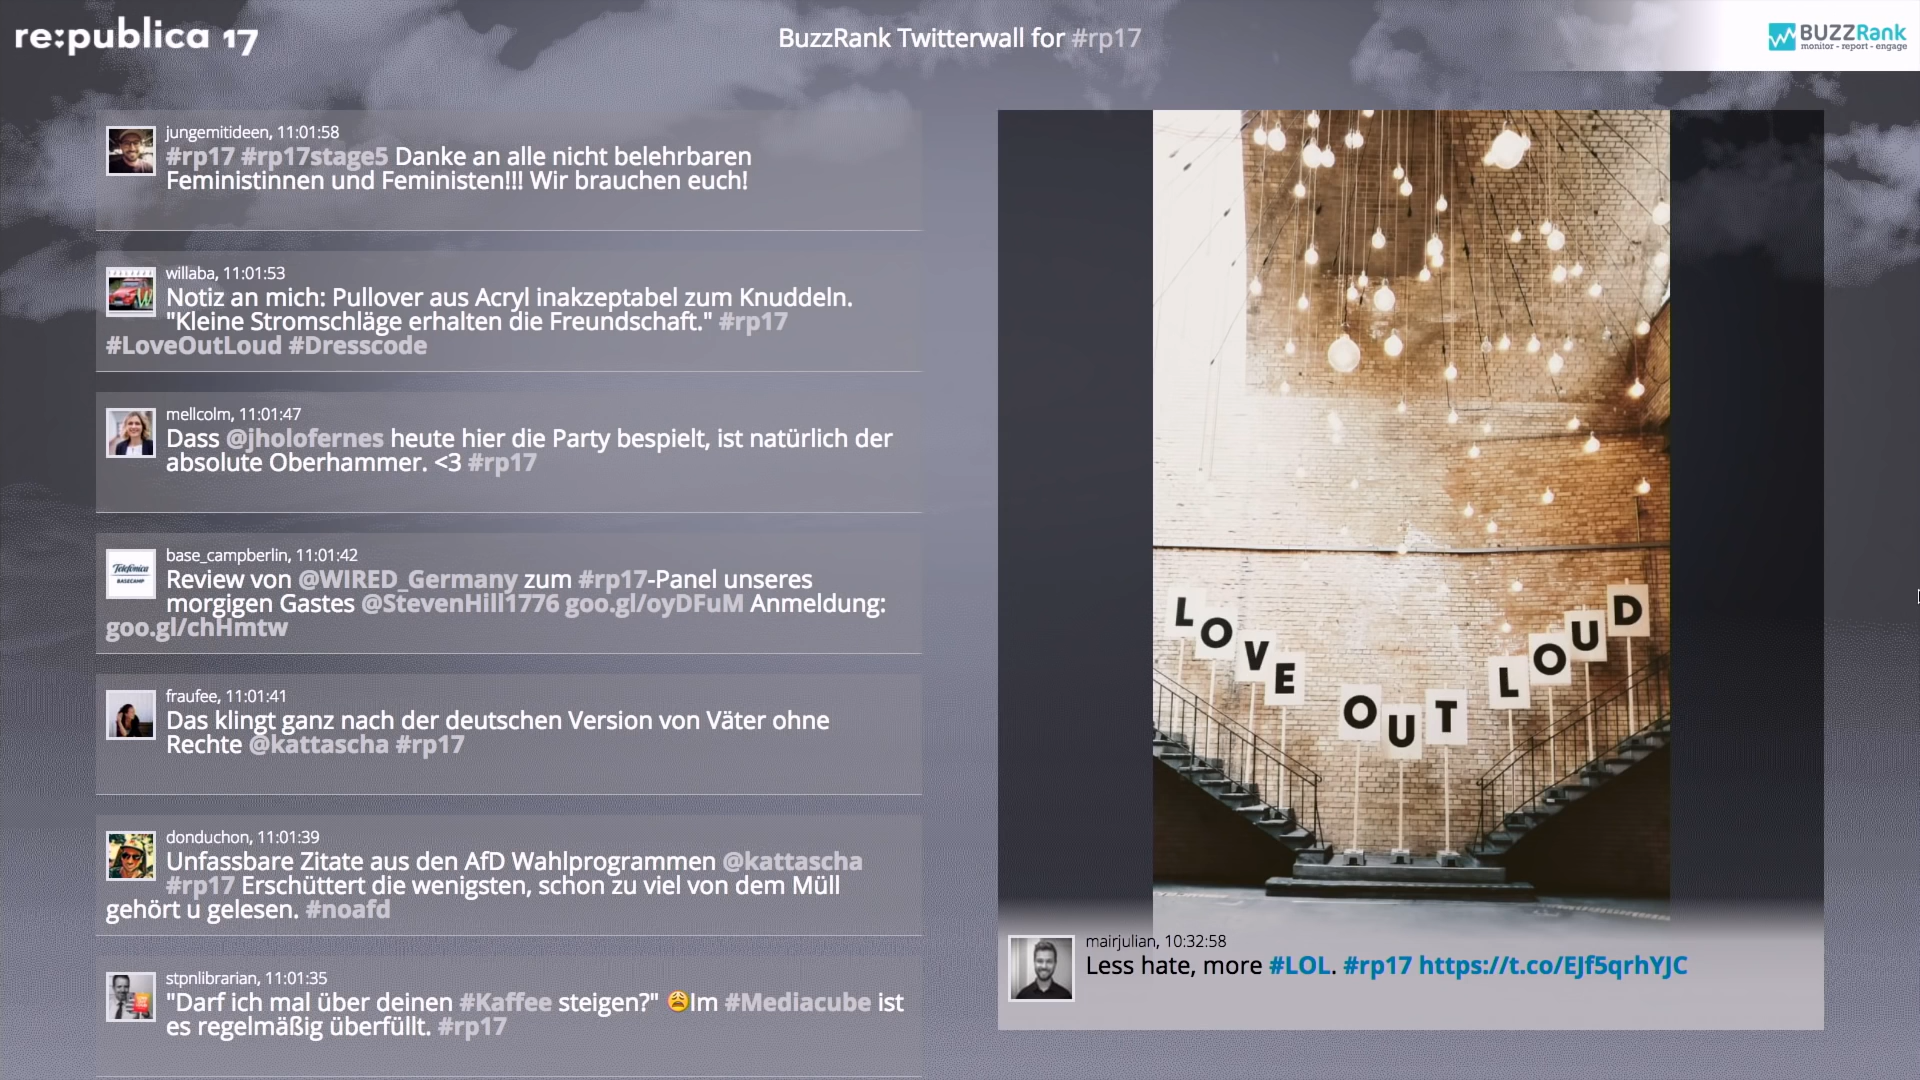 re:publica 17
BuzzRank Twitterwall for #rp17
BUZZRank
monitor - report - engage
jungemitideen, 11:01:58
#rp17 #rp17stage5 Danke an alle nicht belehrbaren
Feministinnen und Feministen!!! Wir brauchen euch!
willaba, 11:01:53
Notiz an mich: Pullover aus Acryl inakzeptabel zum Knuddeln.
"Kleine Stromschläge erhalten die Freundschaft." #rp17
#LoveOutLoud #Dresscode
mellcolm, 11:01:47
Dass @jholofernes heute hier die Party bespielt, ist natürlich der
absolute Oberhammer. <3 #rp17
Telefónica
BASECAMP
base_campberlin, 11:01:42
Review von @WIRED_Germany zum #rp17-Panel unseres
morgigen Gastes @StevenHill1776 goo.gl/oyDFuM Anmeldung:
goo.gl/chHmtw
fraufee, 11:01:41
Das klingt ganz nach der deutschen Version von Väter ohne
Rechte @kattascha #rp17
donduchon, 11:01:39
Unfassbare Zitate aus den AfD Wahlprogrammen @kattascha
#rp17 Erschüttert die wenigsten, schon zu viel von dem Müll
gehört u gelesen. #noafd
stpnlibrarian, 11:01:35
"Darf ich mal über deinen #Kaffee steigen?" 😩Im #Mediacube ist
es regelmäßig überfüllt. #rp17
LOVE OUT LOUD
mairjulian, 10:32:58
Less hate, more #LOL. #rp17 https://t.co/EJf5qrhYJC